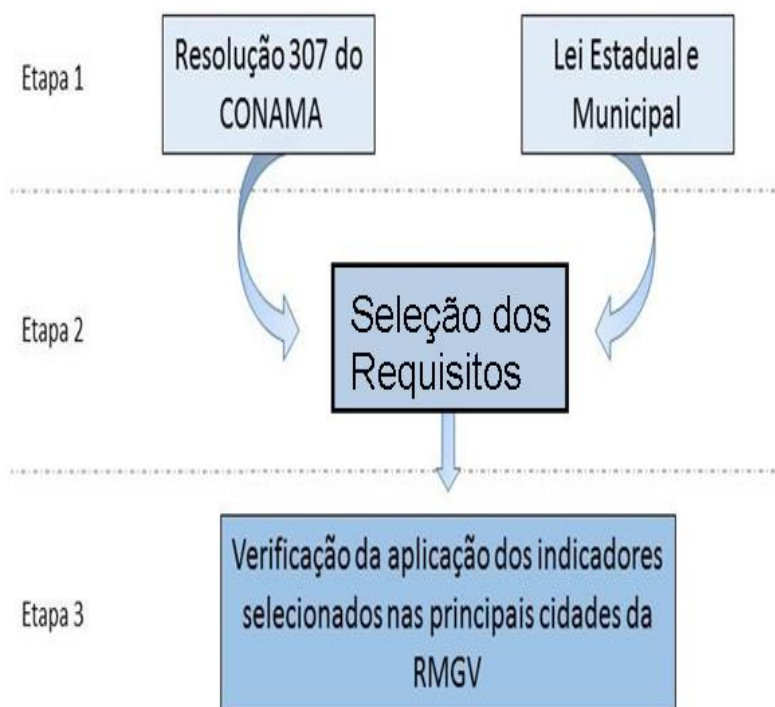 Etapa 1
Resolução 307 do
CONAMA
Lei Estadual e
Municipal
Etapa 2
Seleção dos
Requisitos
Etapa 3
Verificação da aplicação dos indicadores
selecionados nas principais cidades da
RMGV